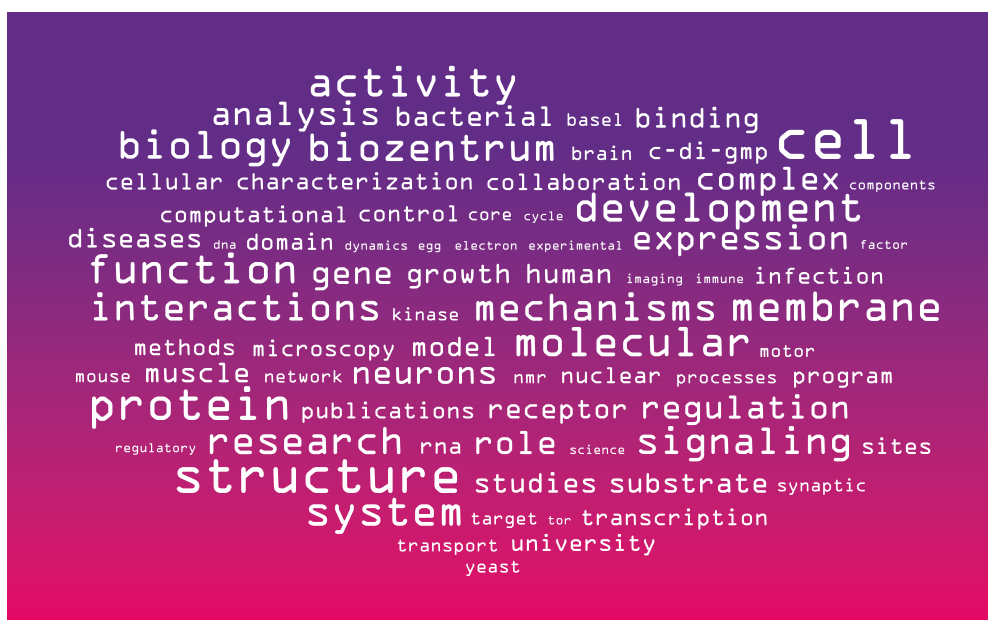 activity
analysis bacterial basel binding
biology biozentrum brain c-di-gmp cell
cellular characterization collaboration complex components
computational control core cycle development
diseases dna domain dynamics egg electron experimental expression factor
function gene growth human imaging immune infection
interactions kinase mechanisms membrane
methods microscopy model molecular motor
mouse muscle network neurons nmr nuclear processes program
protein publications receptor regulation
regulatory research rna role science signaling sites
structure studies substrate synaptic
system target tor transcription
transport university
yeast